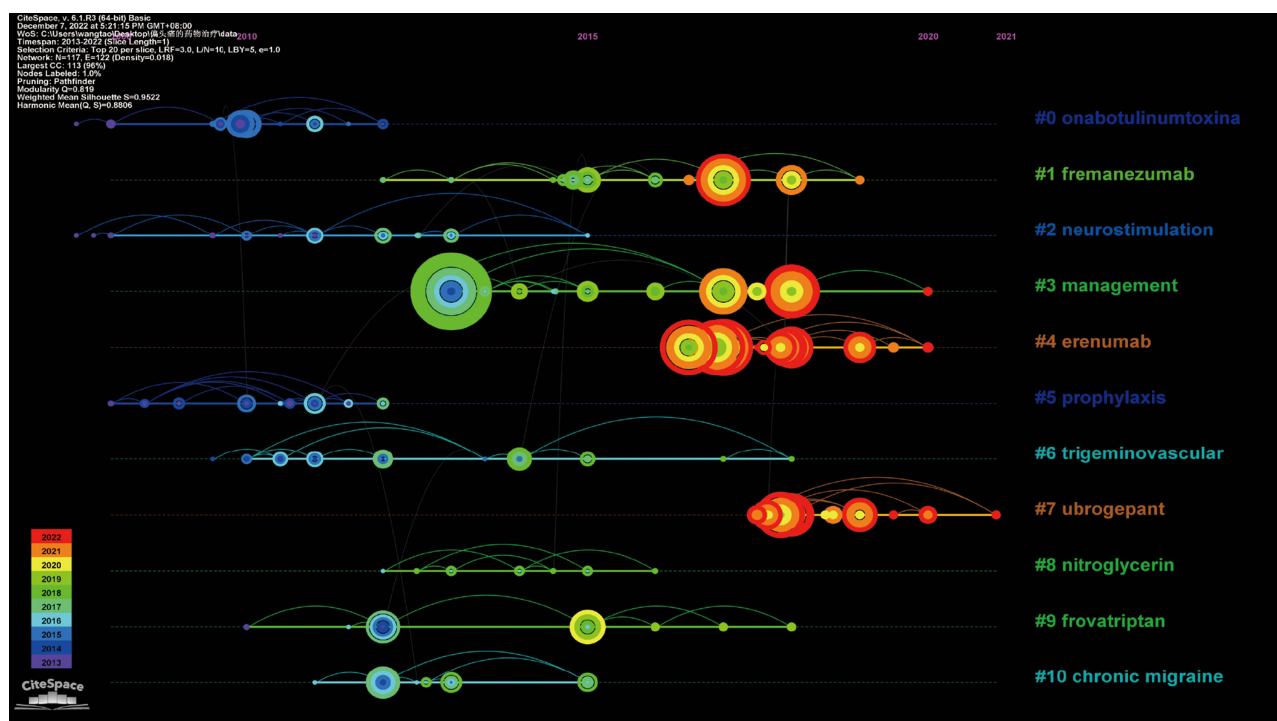 CiteSpace, v. 6.1.R3 (64-bit) Basic
December 7, 2022 at 5:21:15 PM GMT+08:00
WoS: C:\Users\wangtao\Desktop\偏头痛的药物治疗\data
Timespan: 2013-2022 (Slice Length=1)
Selection Criteria: Top 20 per slice, LRF=3.0, L/N=10, LBY=5, e=1.0
Network: N=117, E=122 (Density=0.018)
Largest CC: 113 (96%)
Nodes Labeled: 1.0%
Pruning: Pathfinder
Modularity Q=0.819
Weighted Mean Silhouette S=0.9522
Harmonic Mean(Q, S)=0.8806
2010
2015
2020
2021
#0 onabotulinumtoxina
#1 fremanezumab
#2 neurostimulation
#3 management
#4 erenumab
#5 prophylaxis
#6 trigeminovascular
#7 ubrogepant
#8 nitroglycerin
#9 frovatriptan
#10 chronic migraine
2022
2021
2020
2019
2018
2017
2016
2015
2014
2013
CiteSpace